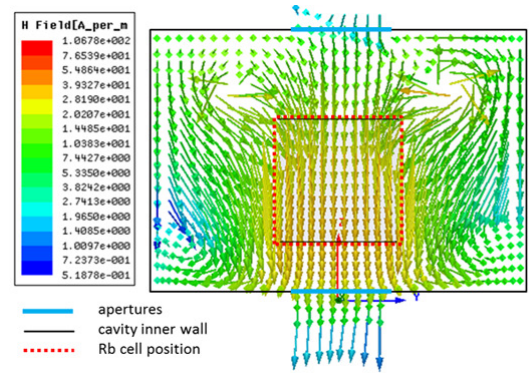 H Field[A_per_m
1.0678e+002
7.6539e+001
5.4864e+001
3.9327e+001
2.8190e+001
2.0207e+001
1.4485e+001
1.0383e+001
7.4427e+000
5.3350e+000
3.8242e+000
2.7413e+000
1.9650e+000
1.4085e+000
1.0097e+000
7.2373e-001
5.1878e-001
Y
apertures
cavity inner wall
Rb cell position